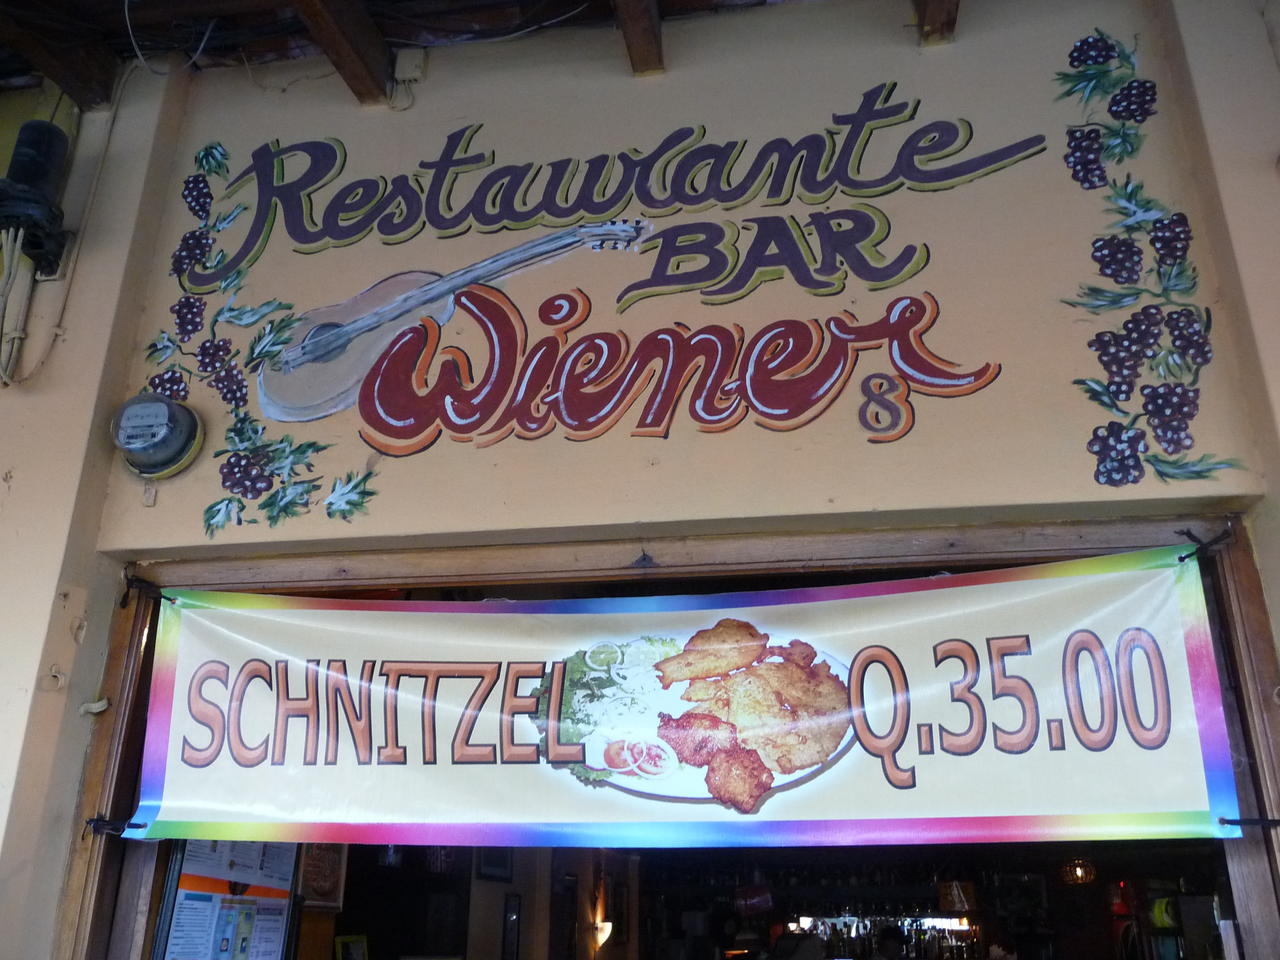 Restaurante
BAR
Wiener
8
SCHNITZEL Q.35.00